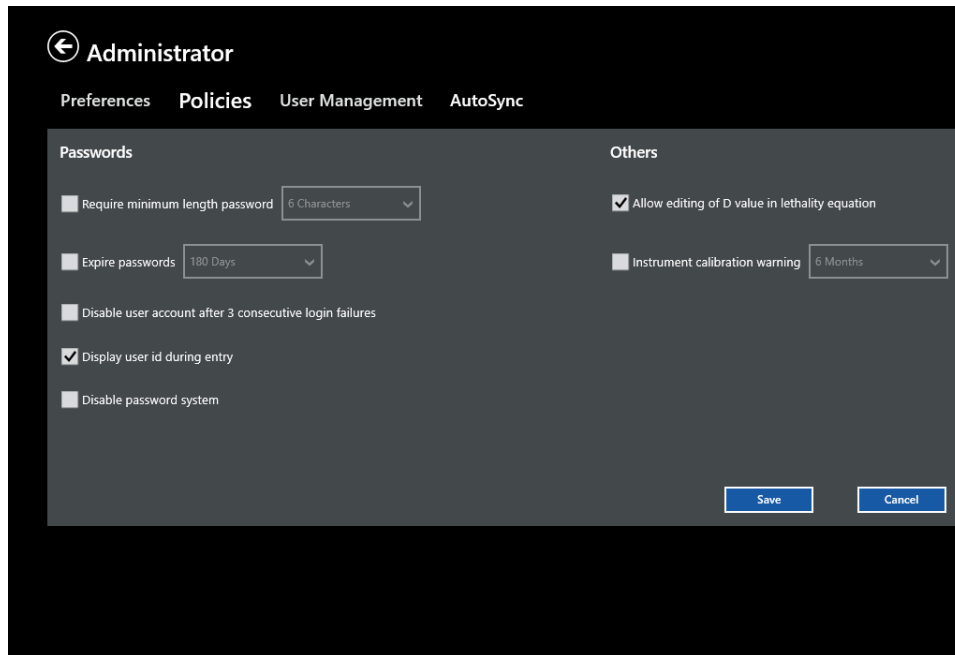 Administrator
Preferences Policies User Management AutoSync
Passwords
Require minimum length password 6 Characters
Expire passwords 180 Days
Disable user account after 3 consecutive login failures
Display user id during entry
Disable password system
Others
Allow editing of D value in lethality equation
Instrument calibration warning 6 Months
Save Cancel